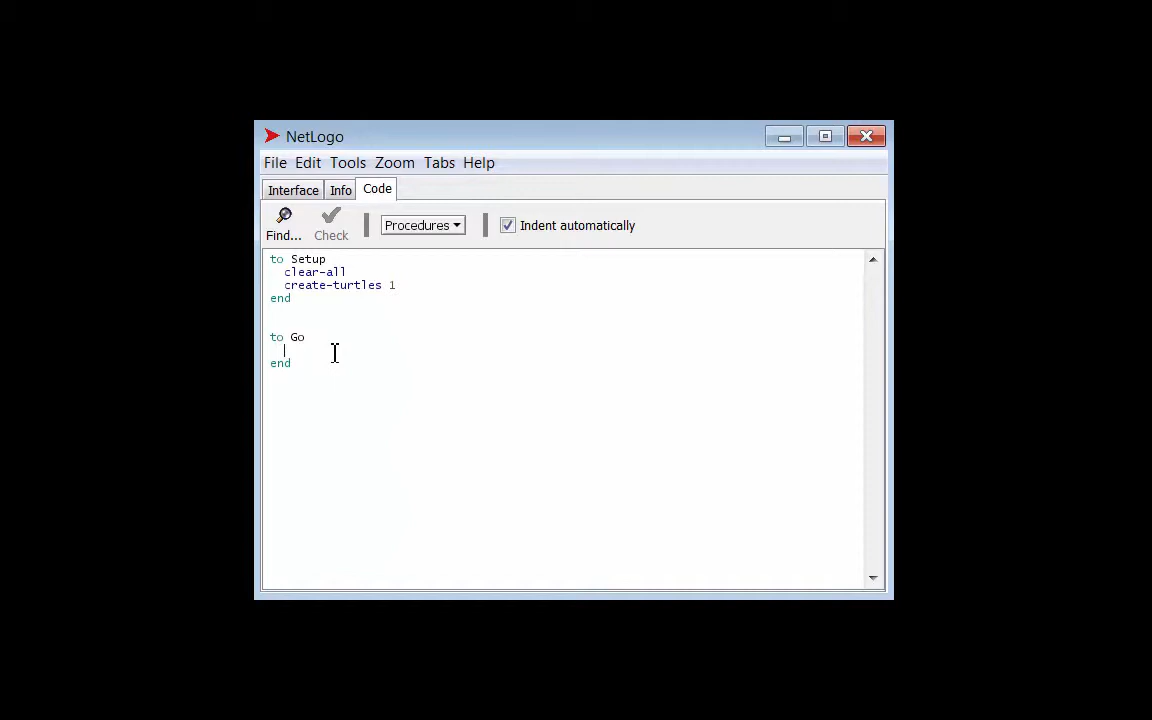 NetLogo
File Edit Tools Zoom Tabs Help
Interface Info Code
Find... Check Procedures Indent automatically
to Setup
clear-all
create-turtles 1
end
to Go
end